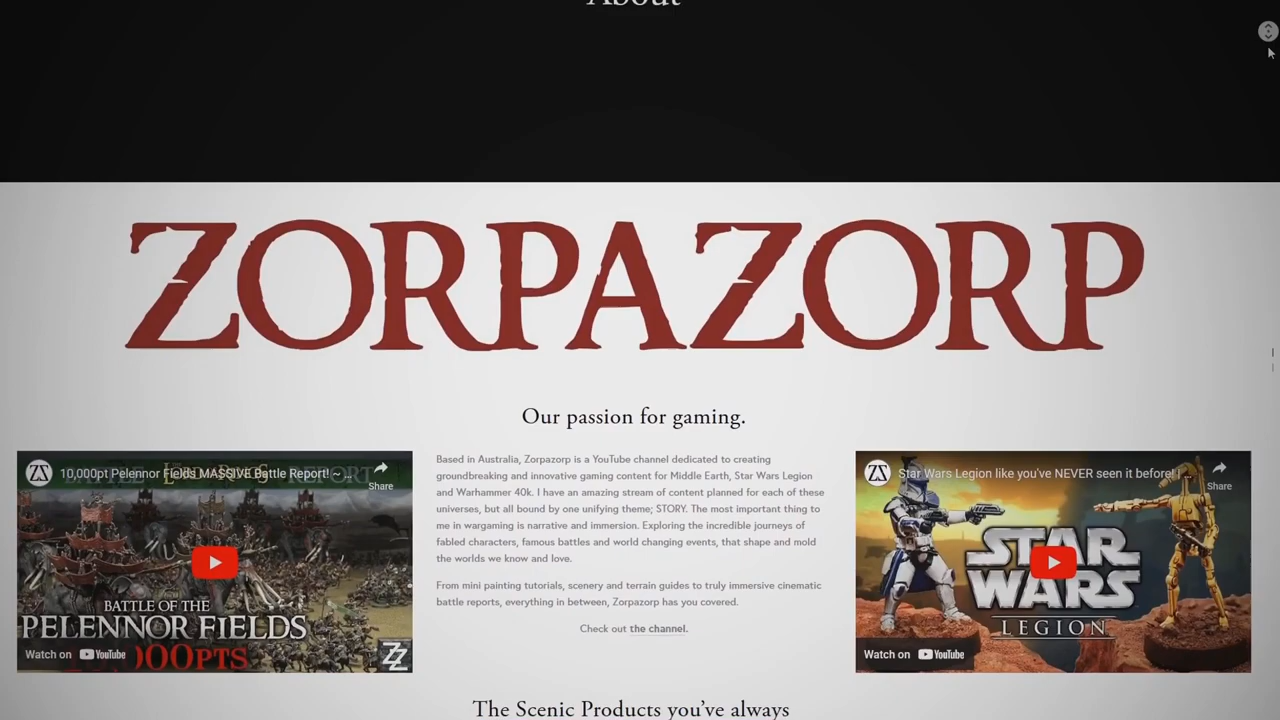 About
ZORPAZORP
Our passion for gaming.
10,000pt Pelennor Fields MASSIVE Battle Report! ~ ...
Share
BATTLE OF THE
PELENNOR FIELDS
Watch on YouTube
000PTS
ZZ
Based in Australia, Zorpazorp is a YouTube channel dedicated to creating
groundbreaking and innovative gaming content for Middle Earth, Star Wars Legion
and Warhammer 40k. I have an amazing stream of content planned for each of these
universes, but all bound by one unifying theme; STORY. The most important thing to
me in wargaming is narrative and immersion. Exploring the incredible journeys of
fabled characters, famous battles and world changing events, that shape and mold
the worlds we know and love.
From mini painting tutorials, scenery and terrain guides to truly immersive cinematic
battle reports, everything in between, Zorpazorp has you covered.
Check out the channel.
Star Wars Legion like you've NEVER seen it before! | ...
Share
STAR
WARS
LEGION
Watch on YouTube
The Scenic Products you've always